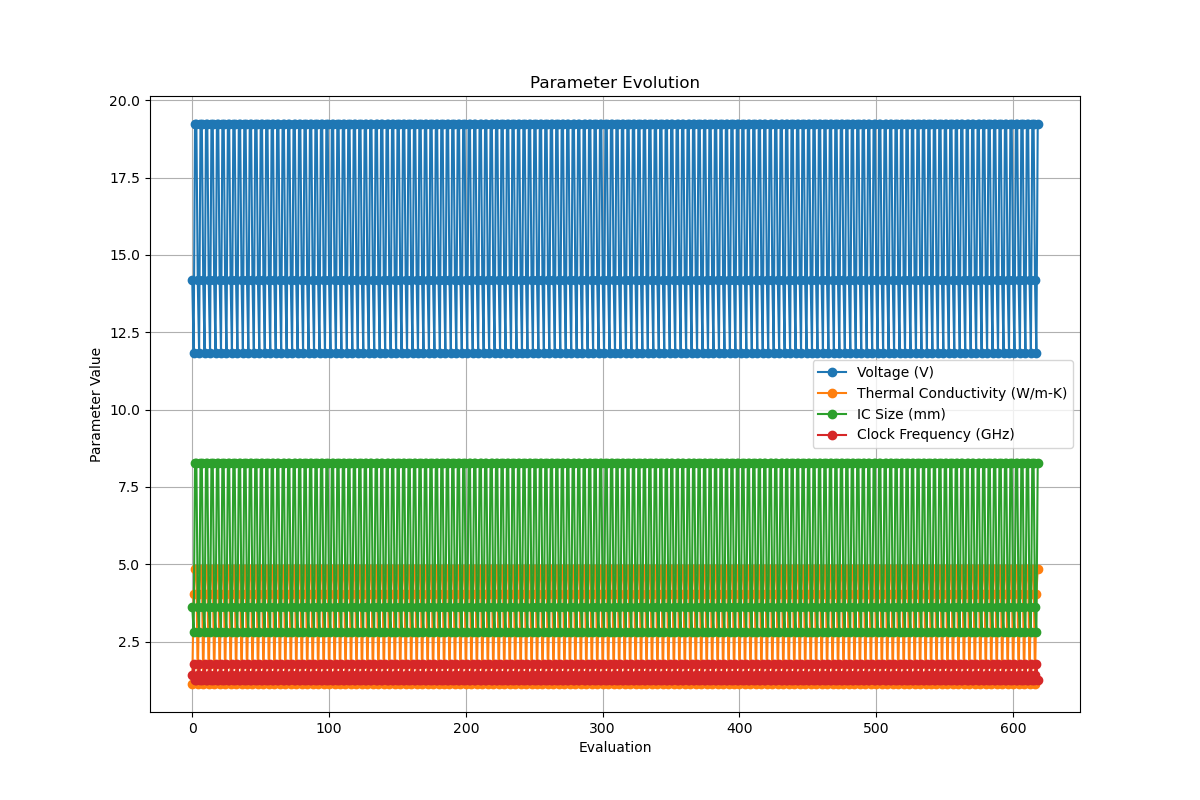 Parameter Evolution
20.0
17.5
15.0
12.5
10.0
7.5
5.0
2.5
Parameter Value
Voltage (V)
Thermal Conductivity (W/m-K)
IC Size (mm)
Clock Frequency (GHz)
0 100 200 300 400 500 600
Evaluation